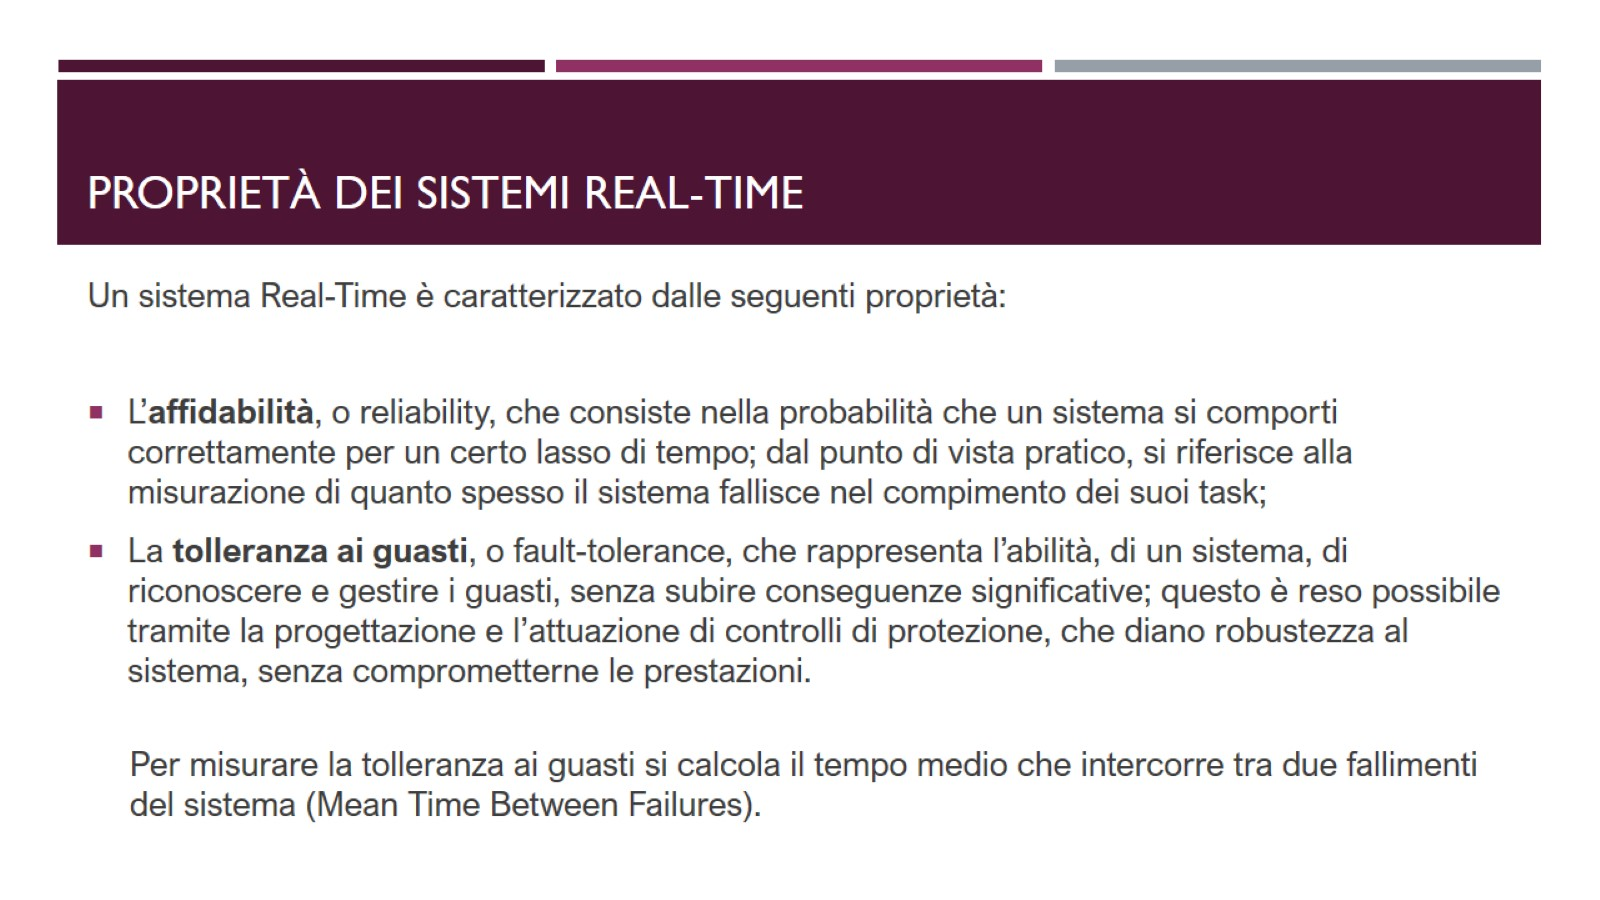 PROPRIETÀ DEI SISTEMI REAL-TIME
Un sistema Real-Time è caratterizzato dalle seguenti proprietà:
L’affidabilità, o reliability, che consiste nella probabilità che un sistema si comporti
correttamente per un certo lasso di tempo; dal punto di vista pratico, si riferisce alla
misurazione di quanto spesso il sistema fallisce nel compimento dei suoi task;
La tolleranza ai guasti, o fault-tolerance, che rappresenta l’abilità, di un sistema, di
riconoscere e gestire i guasti, senza subire conseguenze significative; questo è reso possibile
tramite la progettazione e l’attuazione di controlli di protezione, che diano robustezza al
sistema, senza comprometterne le prestazioni.
Per misurare la tolleranza ai guasti si calcola il tempo medio che intercorre tra due fallimenti
del sistema (Mean Time Between Failures).